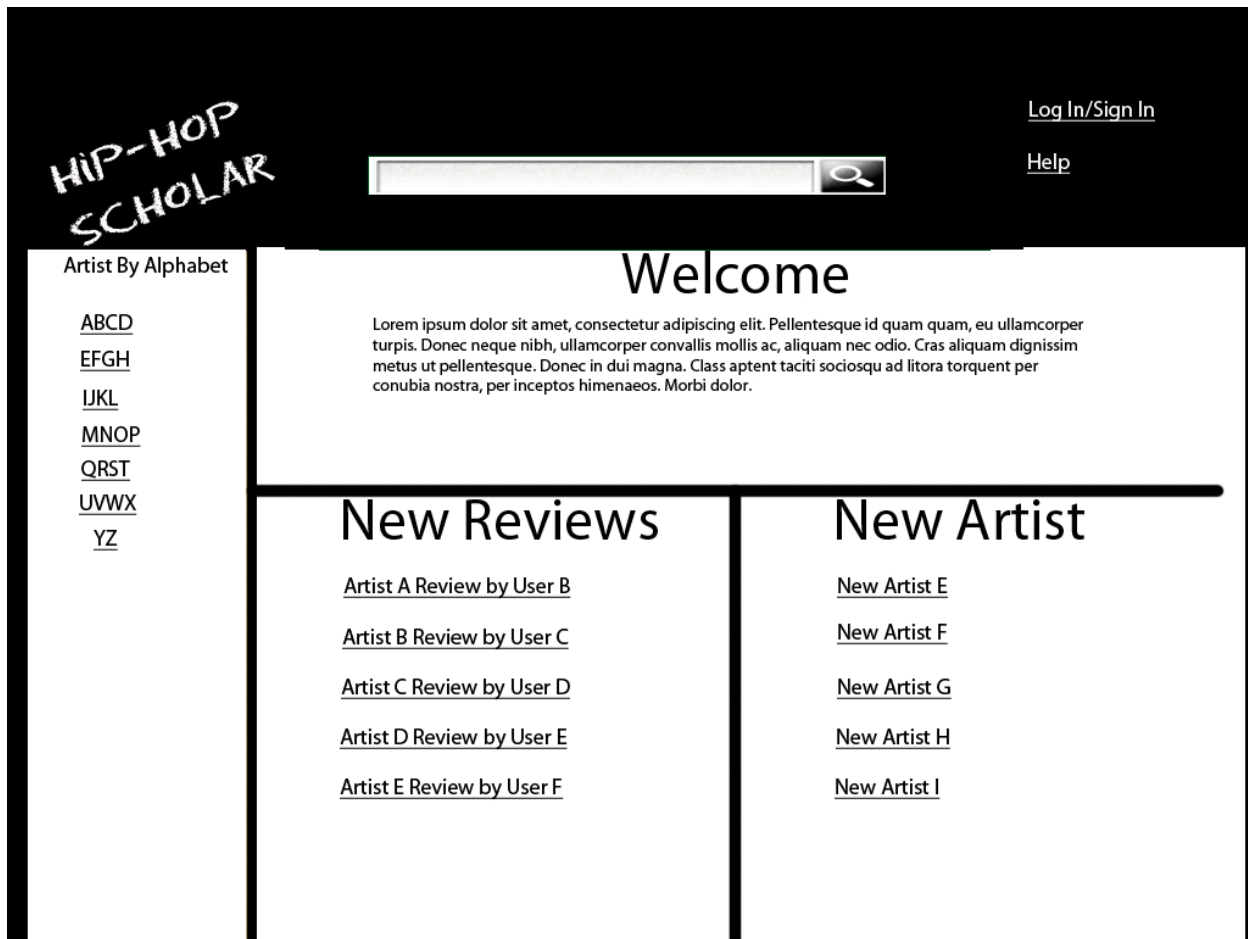 HiP-HOP
SCHOLAR
Log In/Sign In
Help
Artist By Alphabet
ABCD
EFGH
IJKL
MNOP
QRST
UVWX
YZ
Welcome
Lorem ipsum dolor sit amet, consectetur adipiscing elit. Pellentesque id quam quam, eu ullamcorper
turpis. Donec neque nibh, ullamcorper convallis mollis ac, aliquam nec odio. Cras aliquam dignissim
metus ut pellentesque. Donec in dui magna. Class aptent taciti sociosqu ad litora torquent per
conubia nostra, per inceptos himenaeos. Morbi dolor.
New Reviews
Artist A Review by User B
Artist B Review by User C
Artist C Review by User D
Artist D Review by User E
Artist E Review by User F
New Artist
New Artist E
New Artist F
New Artist G
New Artist H
New Artist I